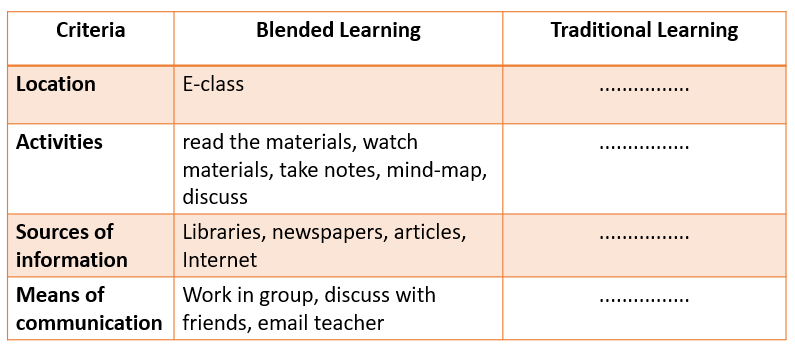 Criteria Blended Learning Traditional Learning
Location E-class ................
Activities read the materials, watch ................
materials, take notes, mind-map,
discuss
Sources of Libraries, newspapers, articles, ................
information Internet
Means of Work in group, discuss with ................
communication friends, email teacher